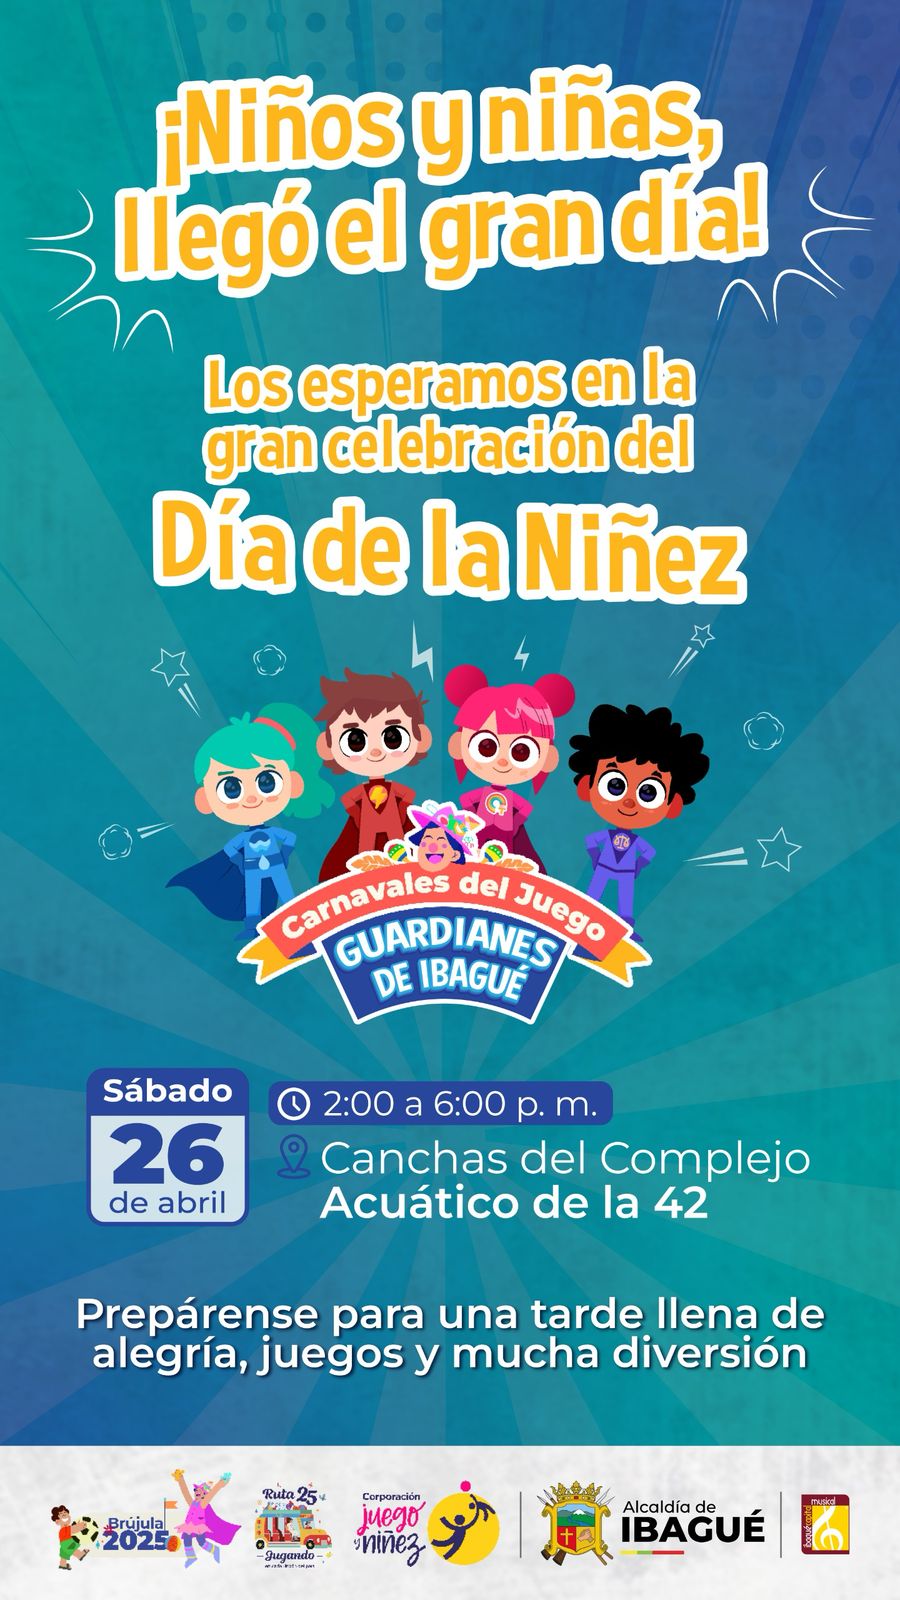 ¡Niños y niñas,
llegó el gran día!
Los esperamos en la
gran celebración del
Día de la Niñez
Carnavales del Juego
GUARDIANES
DE IBAGUÉ
Sábado
26
de abril
2:00 a 6:00 p. m.
Canchas del Complejo
Acuático de la 42
Prepárense para una tarde llena de
alegría, juegos y mucha diversión
Brújula
2025
Ruta 25
Jugando
Corporación
juego
y
niñez
Alcaldía de
IBAGUÉ
musical
ibaguécapital